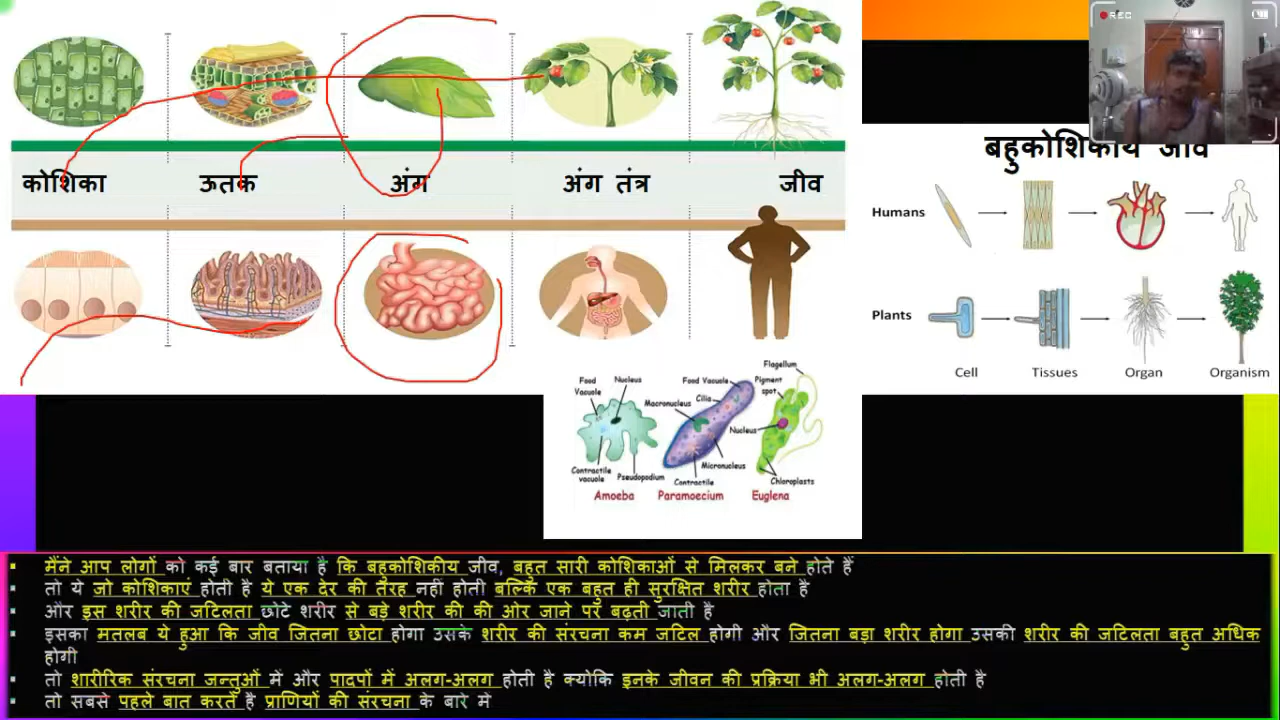 REC
कोशिका ऊतक अंग अंग तंत्र जीव
बहुकोशिकीय जीव
Humans
Plants
Cell Tissues Organ Organism
Food Vacuole
Nucleus
Contractile vacuole
Pseudopodium
Amoeba
Food Vacuole
Cilia
Macronucleus
Micronucleus
Contractile
Paramoecium
Flagellum
Pigment spot
Nucleus
Chloroplasts
Euglena
मैंने आप लोगों को कई बार बताया है कि बहुकोशिकीय जीव, बहुत सारी कोशिकाओं से मिलकर बने होते हैं
तो ये जो कोशिकाएं होती है ये एक देर की तरह नहीं होती बल्कि एक बहुत ही सुरक्षित शरीर होता है
और इस शरीर की जटिलता छोटे शरीर से बड़े शरीर की की ओर जाने पर बढ़ती जाती है
इसका मतलब ये हुआ कि जीव जितना छोटा होगा उसके शरीर की संरचना कम जटिल होगी और जितना बड़ा शरीर होगा उसकी शरीर की जटिलता बहुत अधिक
होगी
तो शारीरिक संरचना जन्तुओं में और पादपों में अलग-अलग होती है क्योकि इनके जीवन की प्रक्रिया भी अलग-अलग होती है
तो सबसे पहले बात करते है प्राणियों की संरचना के बारे मे